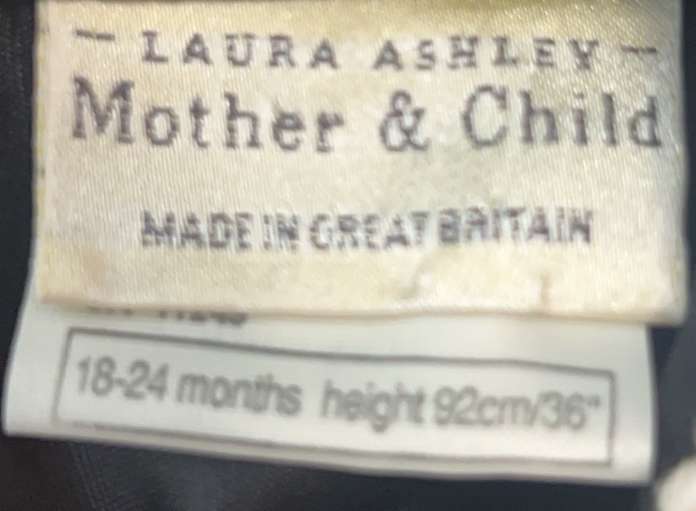 — LAURA ASHLEY —
Mother & Child
MADE IN GREAT BRITAIN
18-24 months height 92cm/36"